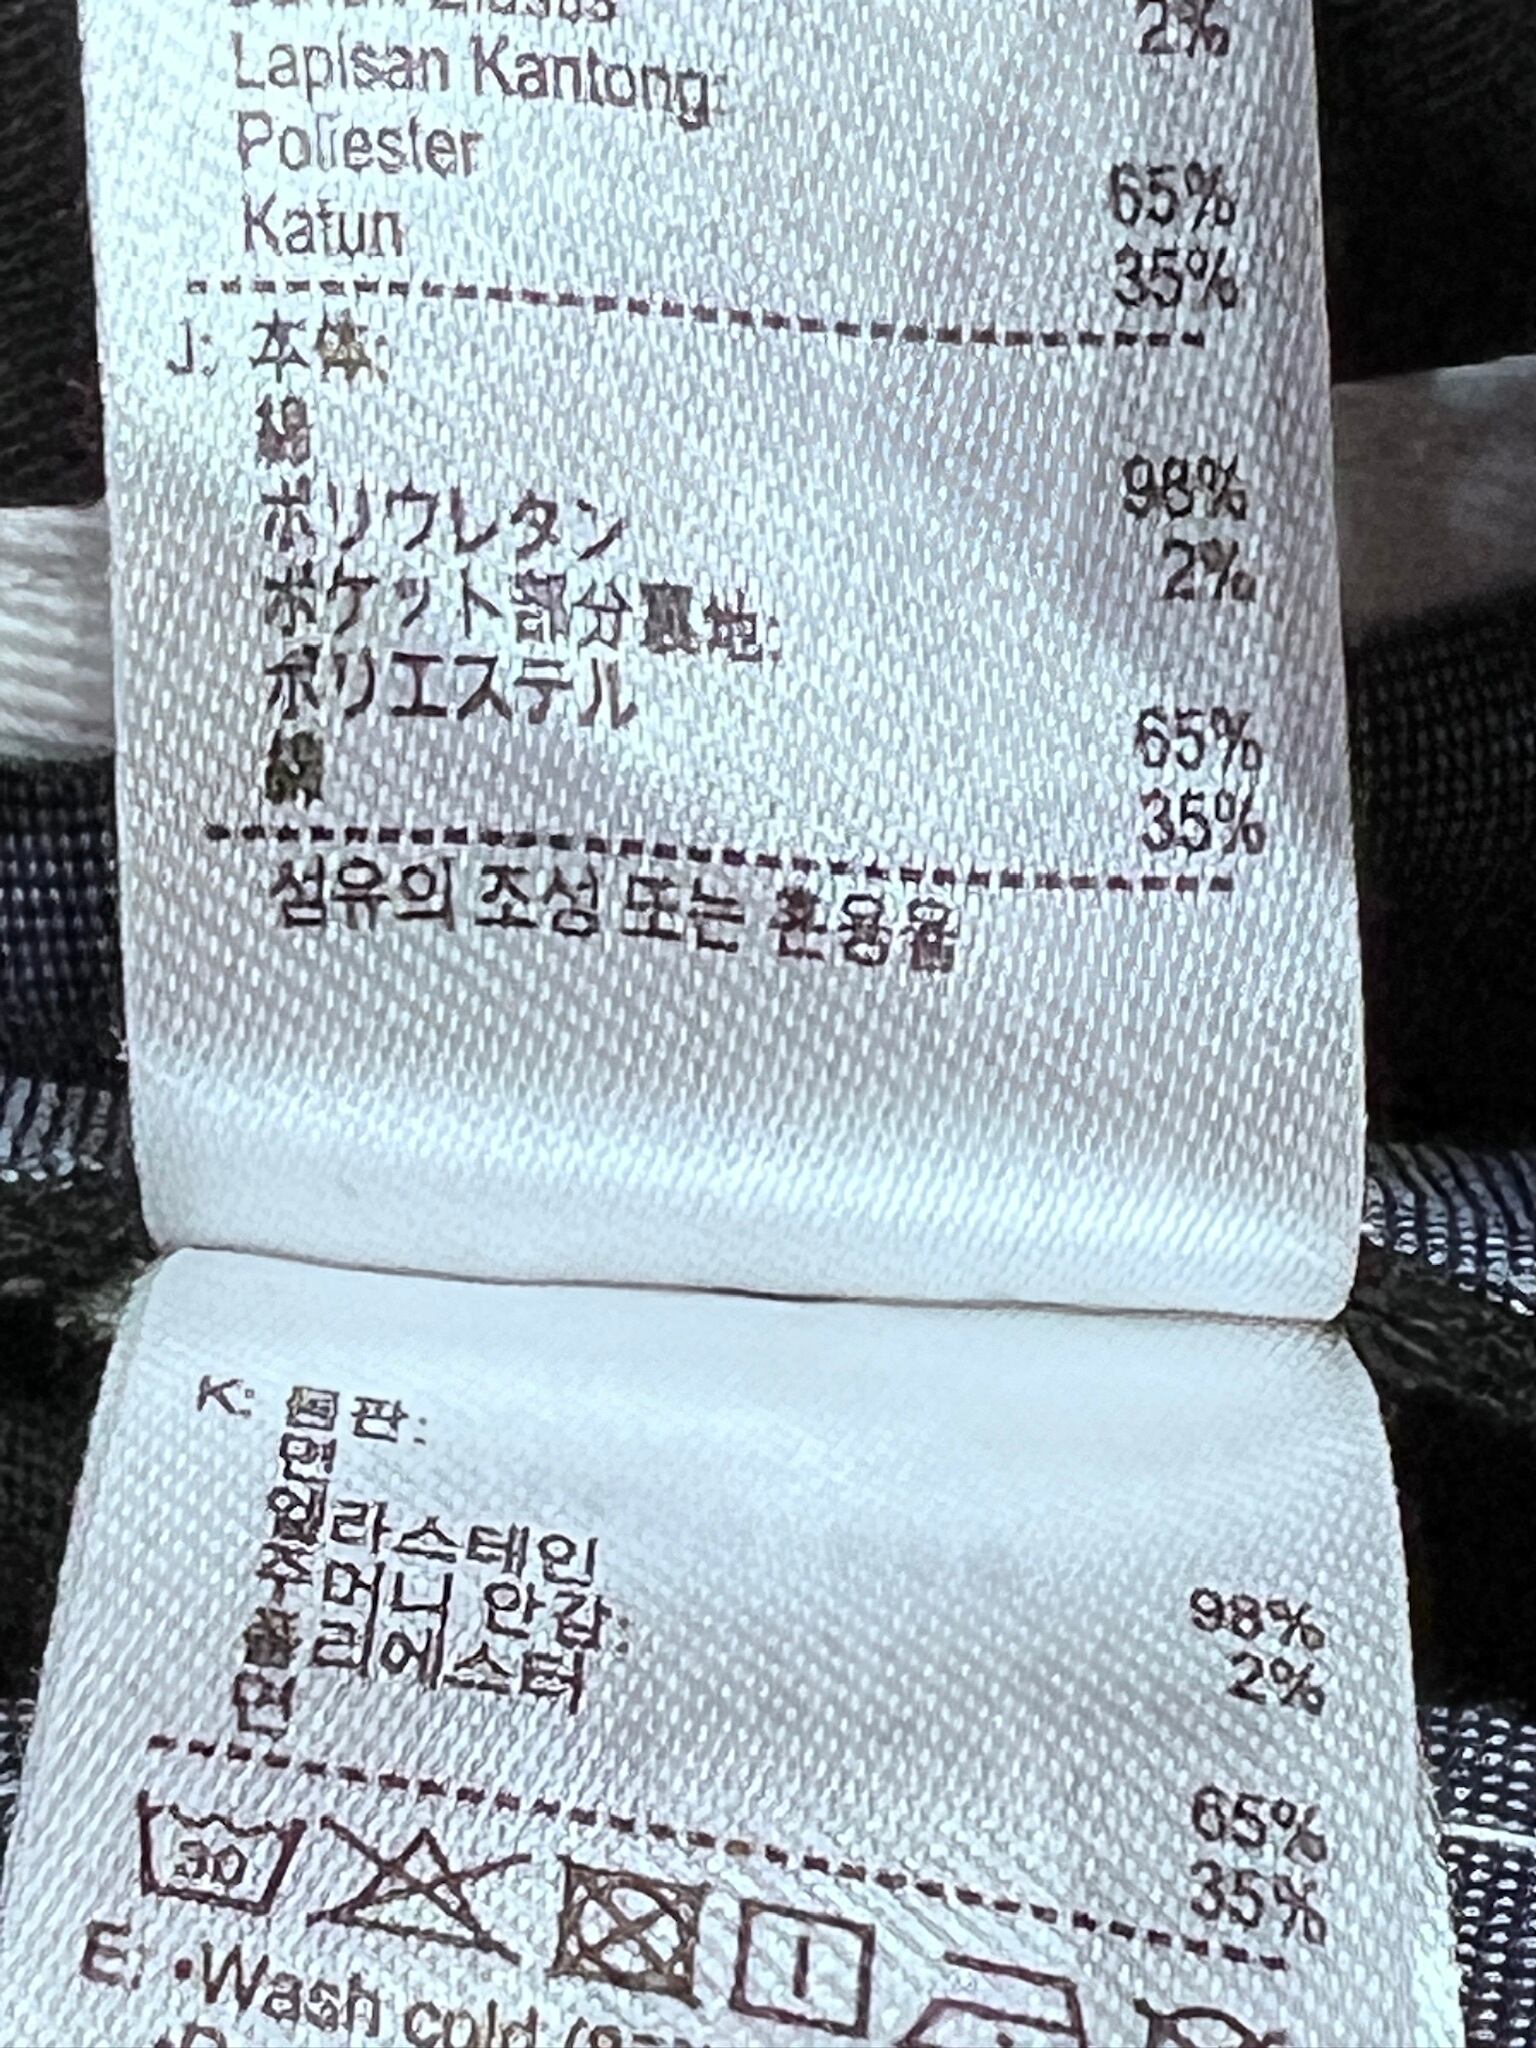 2%
Lapisan Kantong:
Poliester 65%
Katun 35%
J: 本体:
綿 98%
ポリウレタン 2%
ポケット部分裏地:
ポリエステル 65%
綿 35%
섬유의 조성 또는 혼용율
K: 겉판:
면 98%
엘라스테인 2%
주머니 안감:
폴리에스터 65%
면 35%
30
E: •Wash cold